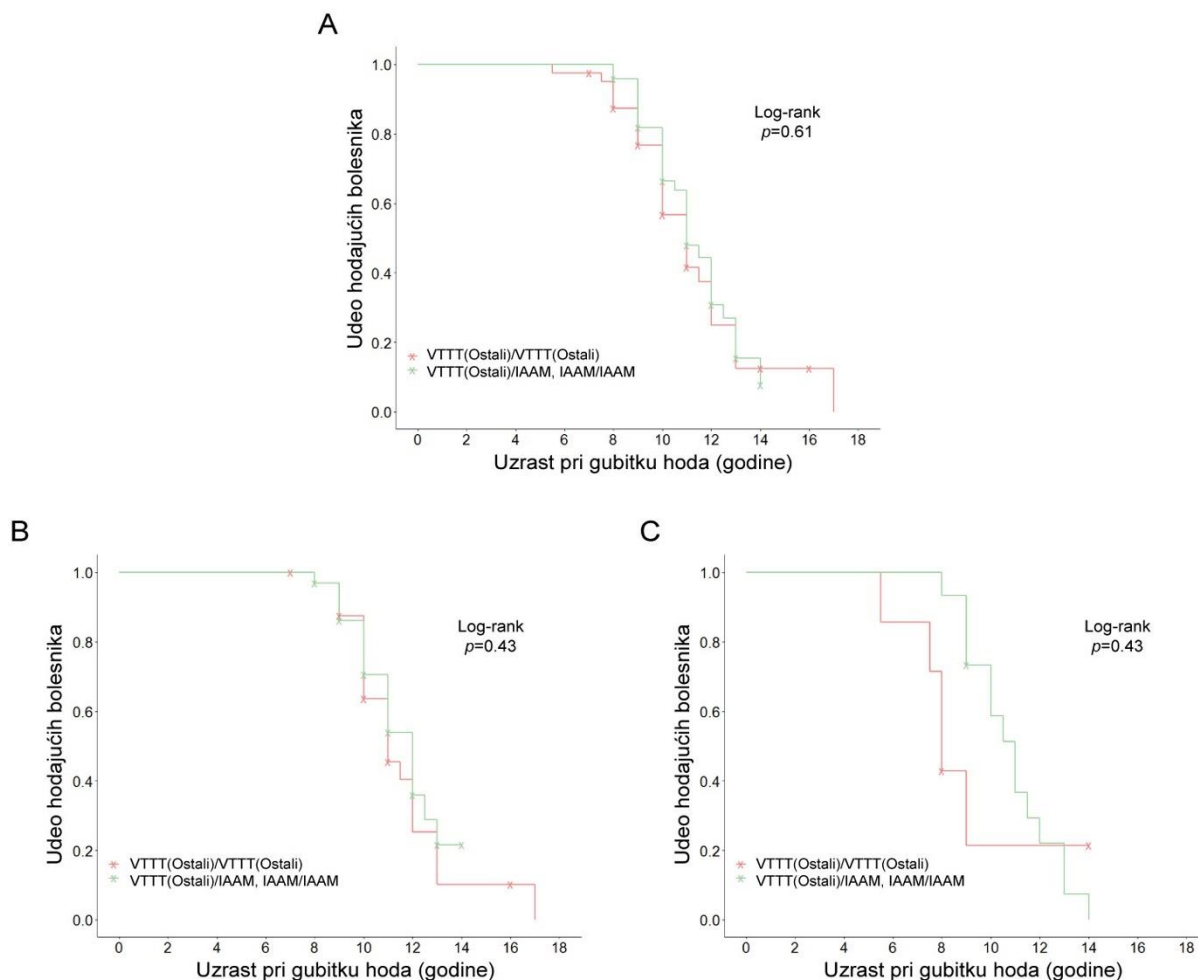 A
Udeo hodajućih bolesnika
1.0
0.8
0.6
0.4
0.2
0.0
Log-rank
p=0.61
VTTT(Ostali)/VTTT(Ostali)
VTTT(Ostali)/IAAM, IAAM/IAAM
0 2 4 6 8 10 12 14 16 18
Uzrast pri gubitku hoda (godine)
B
Udeo hodajućih bolesnika
1.0
0.8
0.6
0.4
0.2
0.0
Log-rank
p=0.43
VTTT(Ostali)/VTTT(Ostali)
VTTT(Ostali)/IAAM, IAAM/IAAM
0 2 4 6 8 10 12 14 16 18
Uzrast pri gubitku hoda (godine)
C
Udeo hodajućih bolesnika
1.0
0.8
0.6
0.4
0.2
0.0
Log-rank
p=0.43
VTTT(Ostali)/VTTT(Ostali)
VTTT(Ostali)/IAAM, IAAM/IAAM
0 2 4 6 8 10 12 14 16 18
Uzrast pri gubitku hoda (godine)